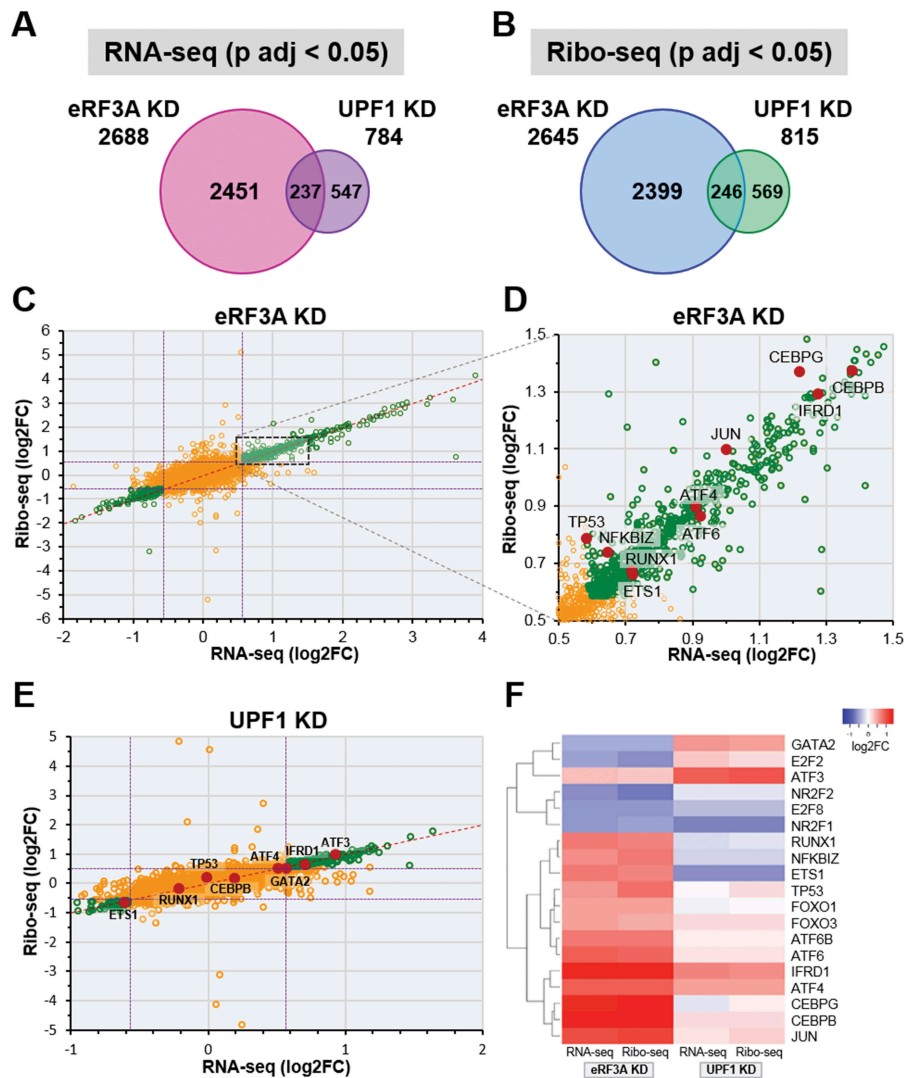 A
RNA-seq (p adj < 0.05)
eRF3A KD
2688
UPF1 KD
784
2451
237
547
B
Ribo-seq (p adj < 0.05)
eRF3A KD
2645
UPF1 KD
815
2399
246
569
C
eRF3A KD
Ribo-seq (log2FC)
6
5
4
3
2
1
0
-1
-2
-3
-4
-5
-6
-2
-1
0
1
2
3
4
RNA-seq (log2FC)
D
eRF3A KD
Ribo-seq (log2FC)
1.5
1.3
1.1
0.9
0.7
0.5
CEBPG
CEBPB
IFRD1
JUN
ATF4
ATF6
TP53
NFKBIZ
RUNX1
ETS1
0.5
0.7
0.9
1.1
1.3
1.5
RNA-seq (log2FC)
E
UPF1 KD
Ribo-seq (log2FC)
5
4
3
2
1
0
-1
-2
-3
-4
-5
ATF3
IFRD1
ATF4
TP53
GATA2
CEBPB
RUNX1
ETS1
-1
0
1
2
RNA-seq (log2FC)
F
-1 0 1
log2FC
GATA2
E2F2
ATF3
NR2F2
E2F8
NR2F1
RUNX1
NFKBIZ
ETS1
TP53
FOXO1
FOXO3
ATF6B
ATF6
IFRD1
ATF4
CEBPG
CEBPB
JUN
RNA-seq Ribo-seq RNA-seq Ribo-seq
eRF3A KD UPF1 KD